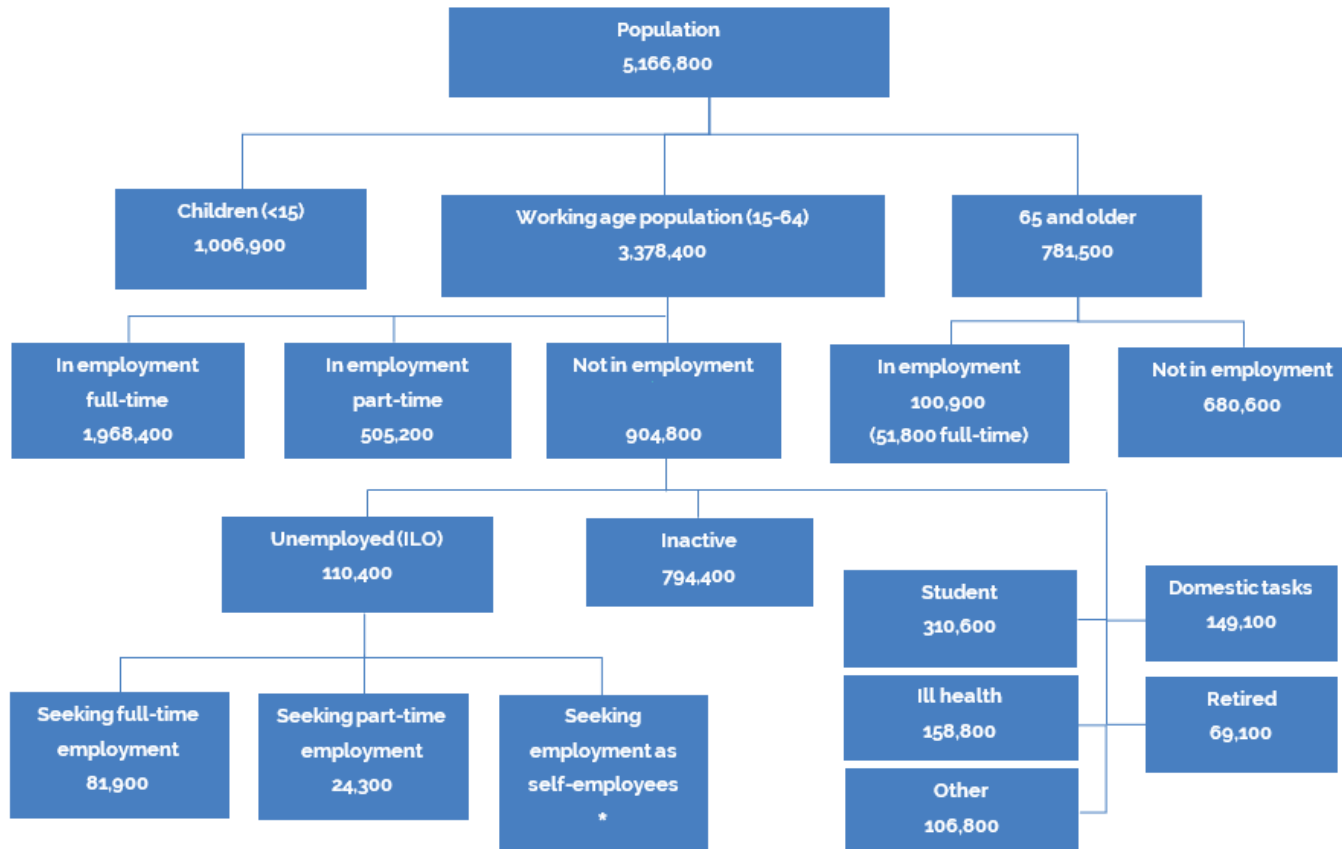 Population
5,166,800
Children (<15)
1,006,900
Working age population (15-64)
3,378,400
65 and older
781,500
In employment
full-time
1,968,400
In employment
part-time
505,200
Not in employment
904,800
In employment
100,900
(51,800 full-time)
Not in employment
680,600
Unemployed (ILO)
110,400
Inactive
794,400
Student
310,600
Domestic tasks
149,100
Ill health
158,800
Retired
69,100
Other
106,800
Seeking full-time
employment
81,900
Seeking part-time
employment
24,300
Seeking
employment as
self-employees
*